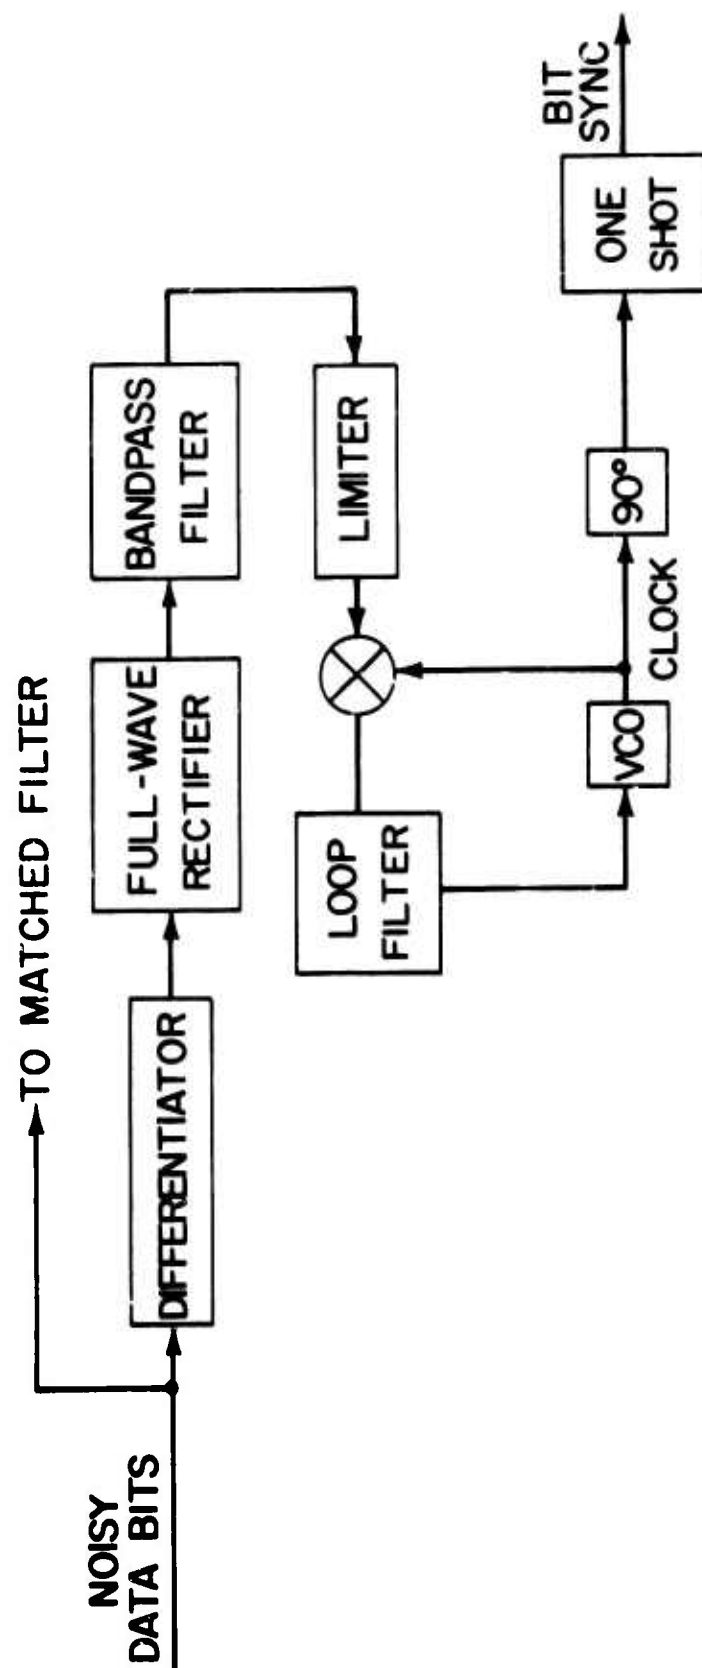 TO MATCHED FILTER
NOISY
DATA BITS
DIFFERENTIATOR
FULL-WAVE
RECTIFIER
BANDPASS
FILTER
LIMITER
LOOP
FILTER
VCO
CLOCK
90°
ONE
SHOT
BIT
SYNC